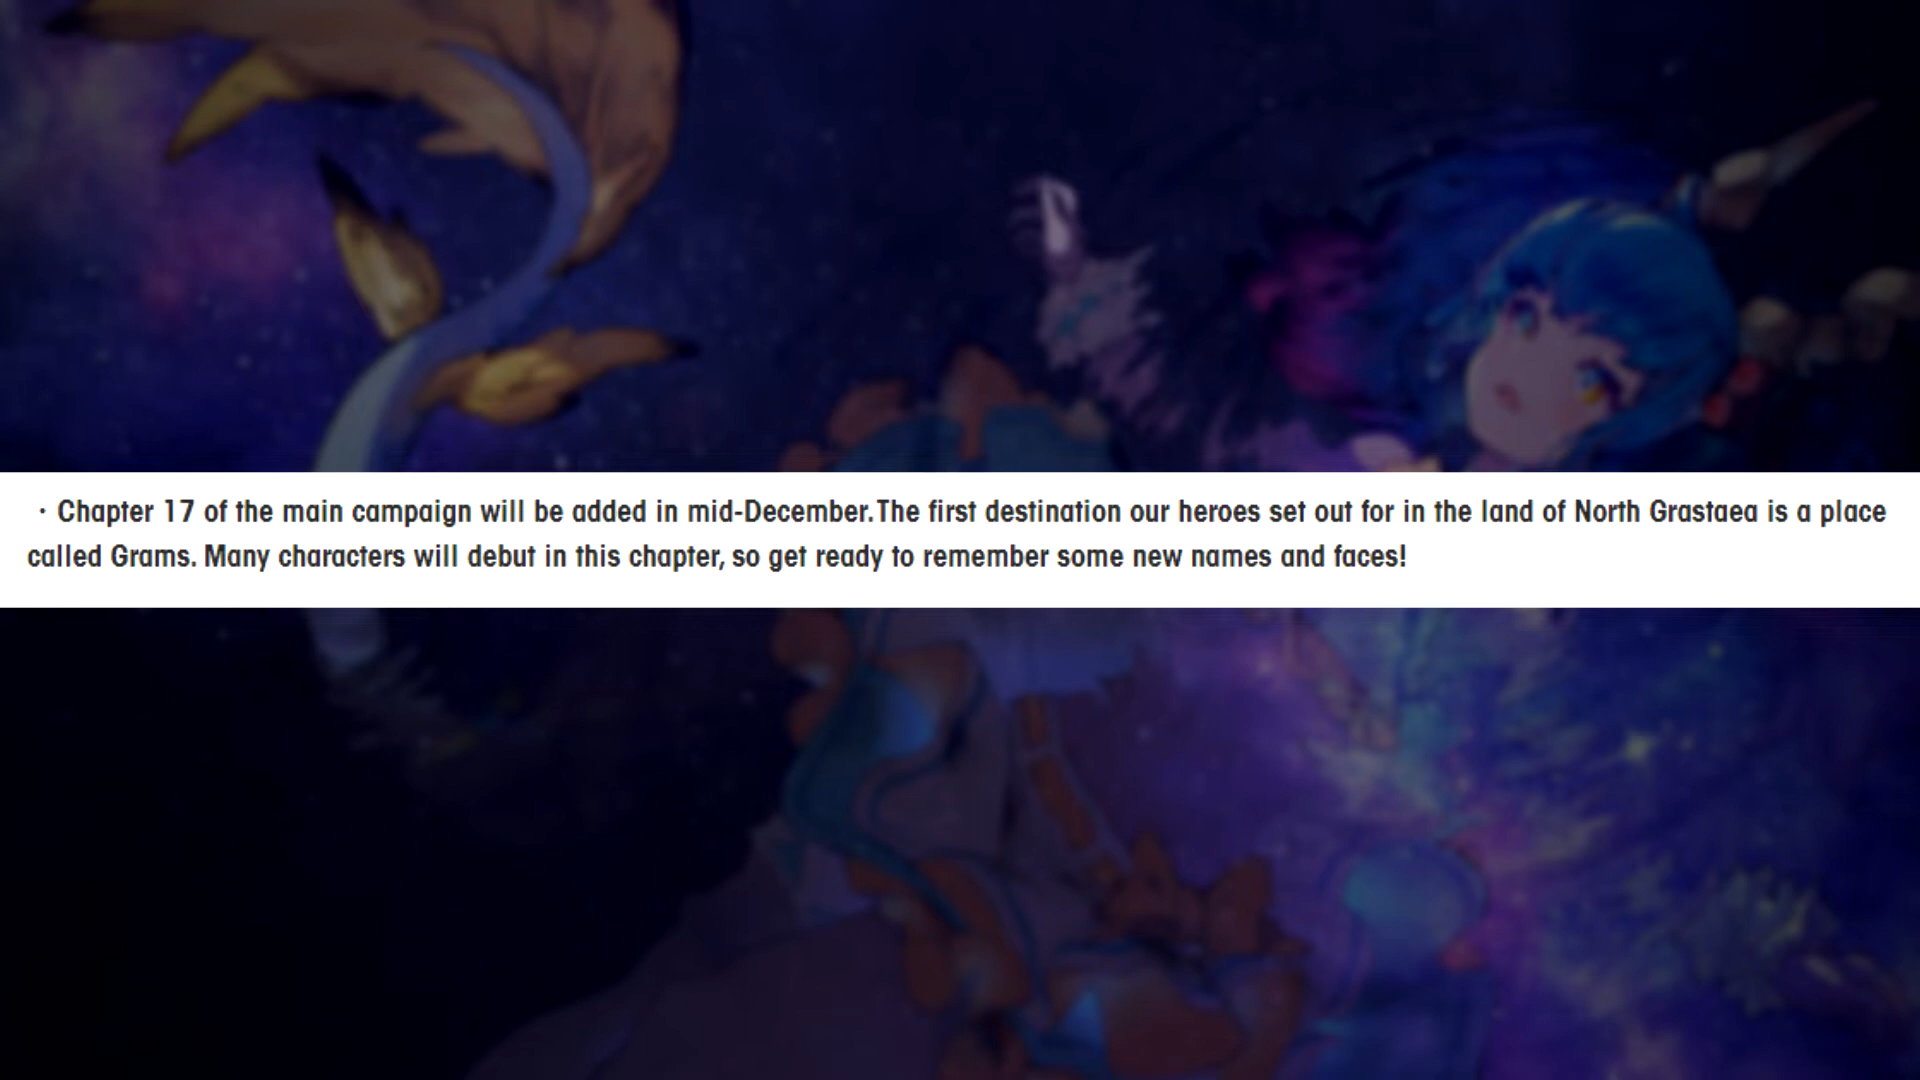 · Chapter 17 of the main campaign will be added in mid-December.The first destination our heroes set out for in the land of North Grastaea is a place
called Grams. Many characters will debut in this chapter, so get ready to remember some new names and faces!